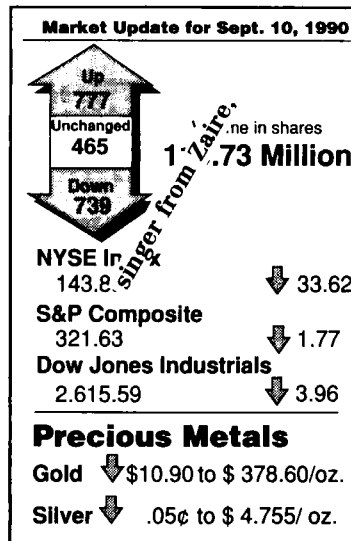 Market Update for Sept. 10, 1990
Up
777
Unchanged
465
Down
739
singer from Zaire,
in shares
Million
NYSE
33.62
S&P Composite
321.63
1.77
Dow Jones Industrials
2.615.59
3.96
Precious Metals
Gold $10.90 to $ 378.60/oz.
Silver .05¢ to $ 4.755/ oz.